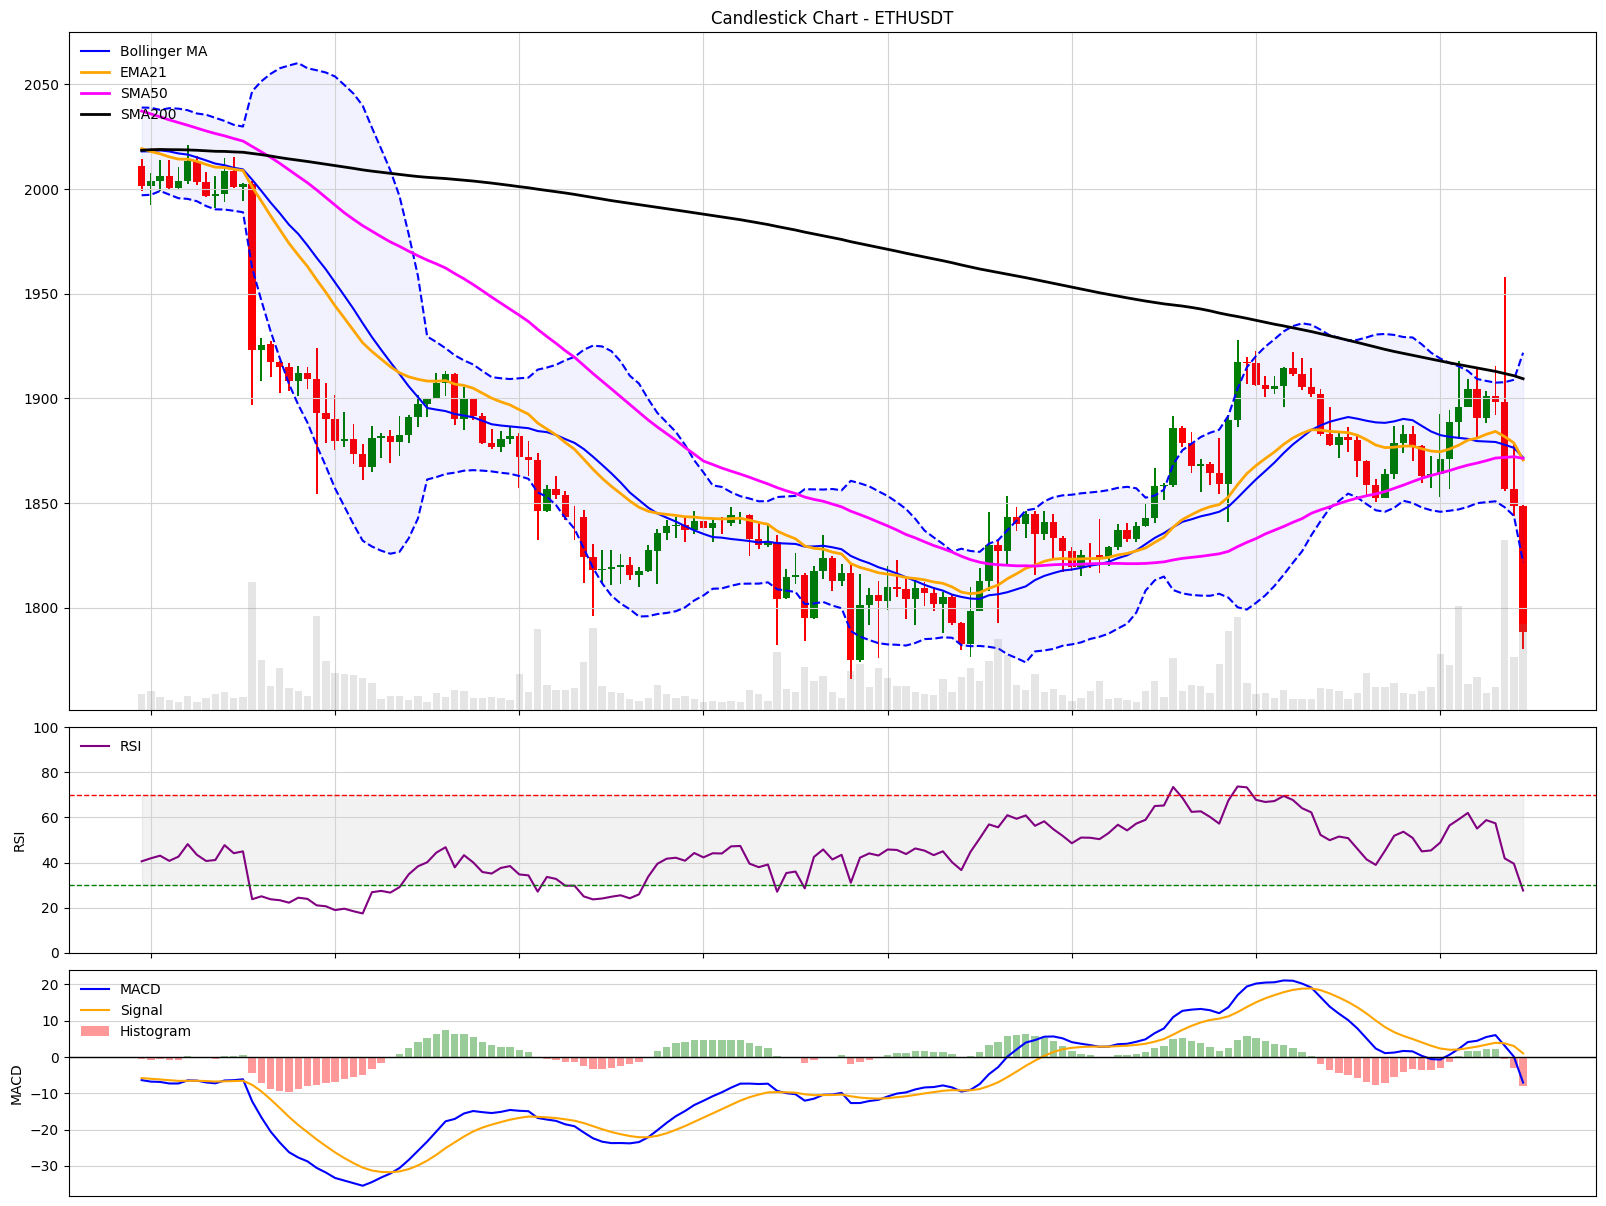 Candlestick Chart - ETHUSDT
Bollinger MA
EMA21
SMA50
SMA200
2050
2000
1950
1900
1850
1800
RSI
100
80
60
40
20
0
RSI
MACD
Signal
Histogram
20
10
0
−10
−20
−30
MACD